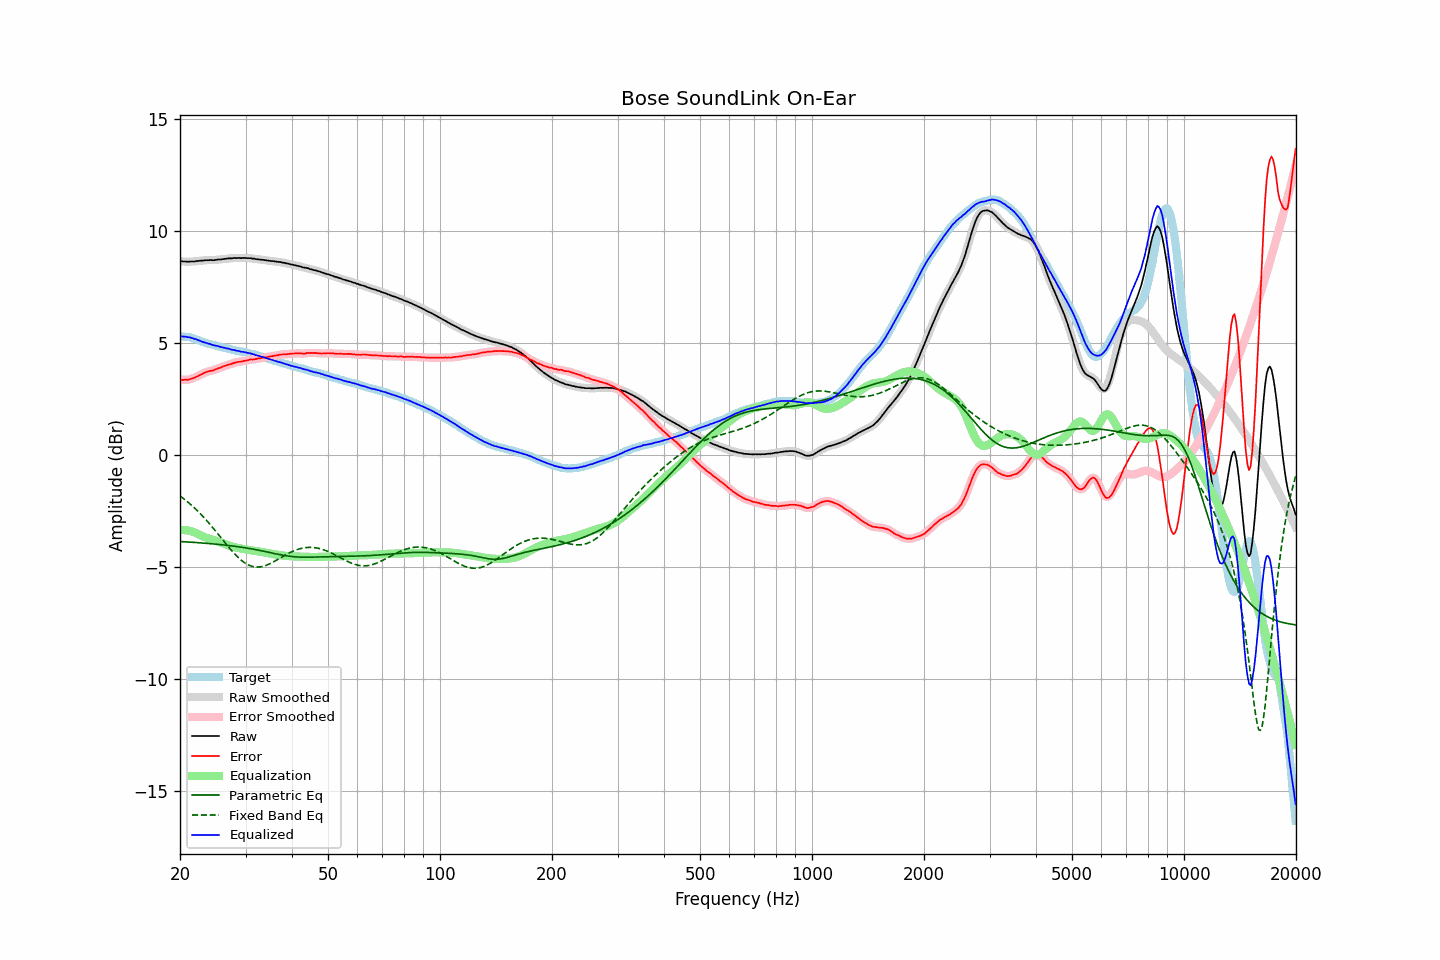 Bose SoundLink On-Ear
Amplitude (dBr)
15
10
5
0
−5
−10
−15
Target
Raw Smoothed
Error Smoothed
Raw
Error
Equalization
Parametric Eq
Fixed Band Eq
Equalized
20 50 100 200 500 1000 2000 5000 10000 20000
Frequency (Hz)